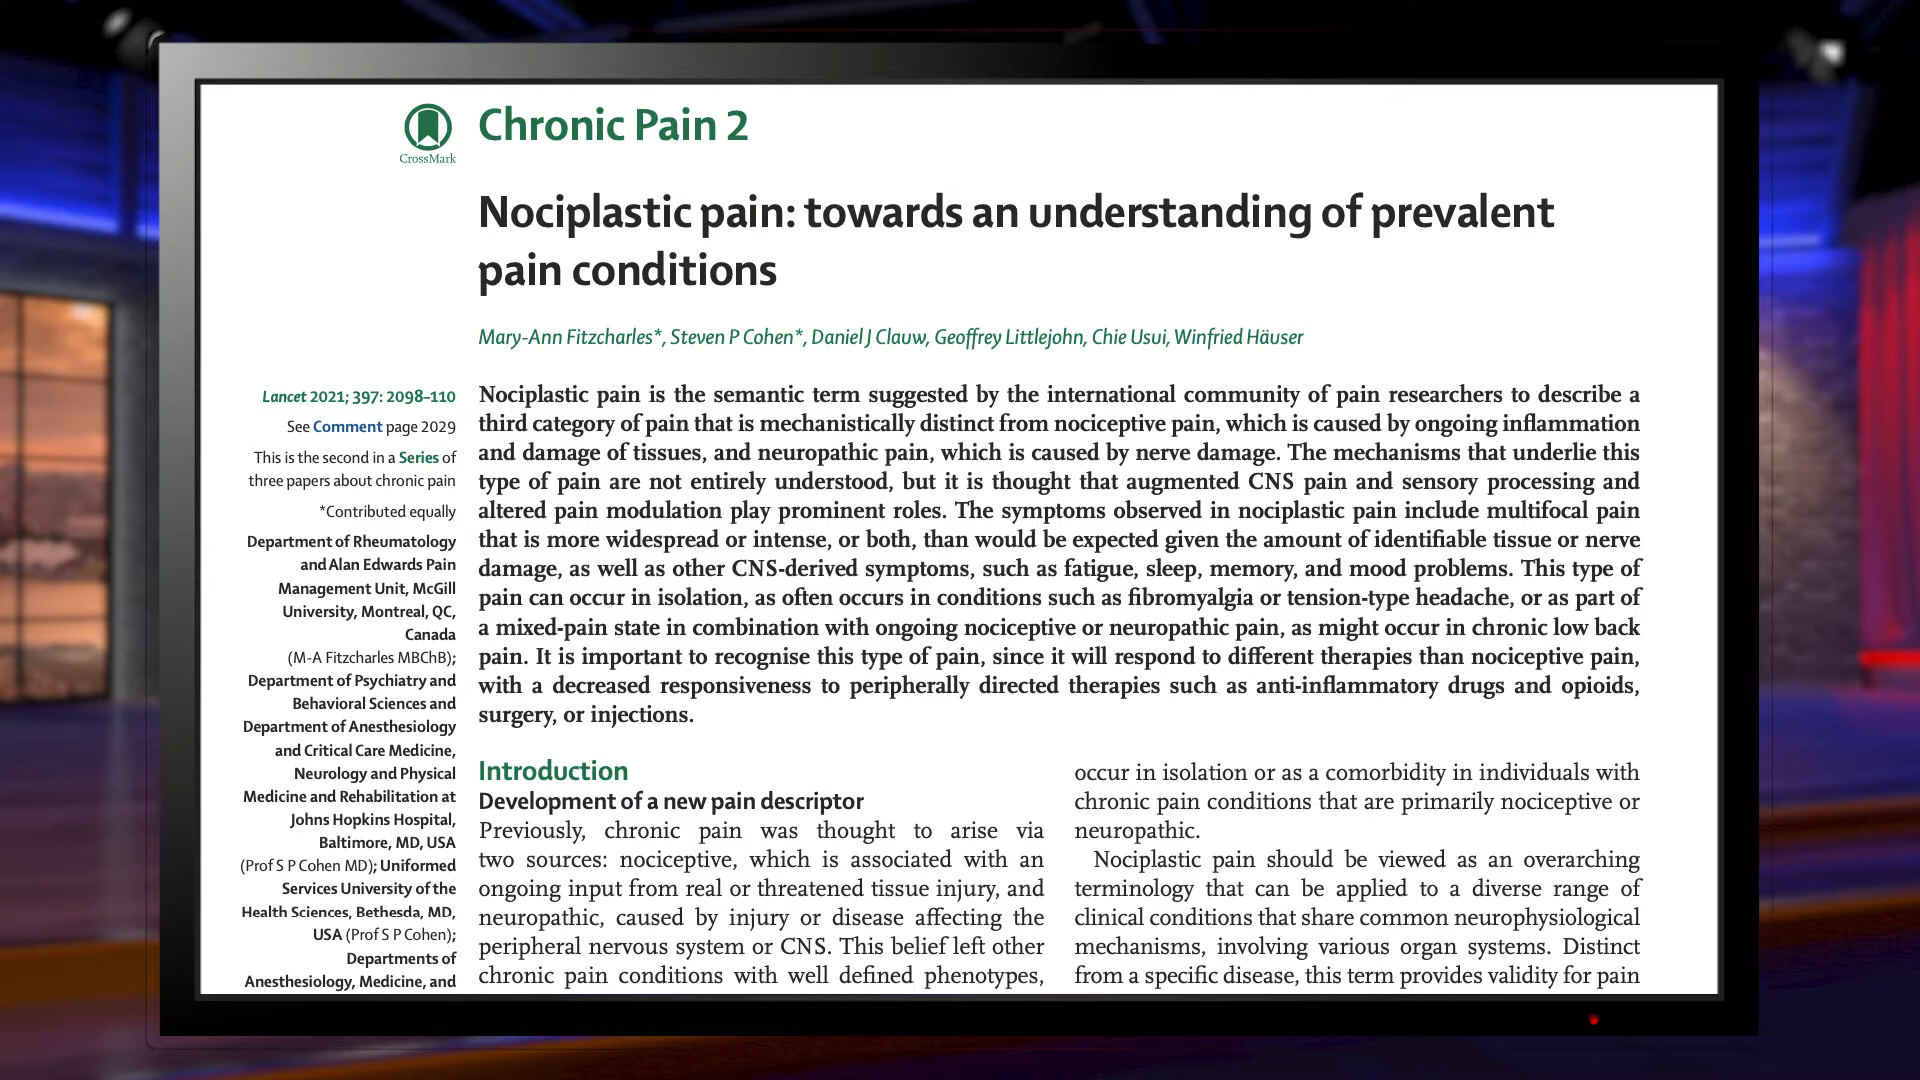 CrossMark
Chronic Pain 2
Nociplastic pain: towards an understanding of prevalent
pain conditions
Mary-Ann Fitzcharles*, Steven P Cohen*, Daniel J Clauw, Geoffrey Littlejohn, Chie Usui, Winfried Häuser
Lancet 2021; 397: 2098–110
See Comment page 2029
This is the second in a Series of
three papers about chronic pain
*Contributed equally
Department of Rheumatology
and Alan Edwards Pain
Management Unit, McGill
University, Montreal, QC,
Canada
(M-A Fitzcharles MBChB);
Department of Psychiatry and
Behavioral Sciences and
Department of Anesthesiology
and Critical Care Medicine,
Neurology and Physical
Medicine and Rehabilitation at
Johns Hopkins Hospital,
Baltimore, MD, USA
(Prof S P Cohen MD); Uniformed
Services University of the
Health Sciences, Bethesda, MD,
USA (Prof S P Cohen);
Departments of
Anesthesiology, Medicine, and
Nociplastic pain is the semantic term suggested by the international community of pain researchers to describe a
third category of pain that is mechanistically distinct from nociceptive pain, which is caused by ongoing inflammation
and damage of tissues, and neuropathic pain, which is caused by nerve damage. The mechanisms that underlie this
type of pain are not entirely understood, but it is thought that augmented CNS pain and sensory processing and
altered pain modulation play prominent roles. The symptoms observed in nociplastic pain include multifocal pain
that is more widespread or intense, or both, than would be expected given the amount of identifiable tissue or nerve
damage, as well as other CNS-derived symptoms, such as fatigue, sleep, memory, and mood problems. This type of
pain can occur in isolation, as often occurs in conditions such as fibromyalgia or tension-type headache, or as part of
a mixed-pain state in combination with ongoing nociceptive or neuropathic pain, as might occur in chronic low back
pain. It is important to recognise this type of pain, since it will respond to different therapies than nociceptive pain,
with a decreased responsiveness to peripherally directed therapies such as anti-inflammatory drugs and opioids,
surgery, or injections.
Introduction
Development of a new pain descriptor
Previously, chronic pain was thought to arise via
two sources: nociceptive, which is associated with an
ongoing input from real or threatened tissue injury, and
neuropathic, caused by injury or disease affecting the
peripheral nervous system or CNS. This belief left other
chronic pain conditions with well defined phenotypes,
occur in isolation or as a comorbidity in individuals with
chronic pain conditions that are primarily nociceptive or
neuropathic.
Nociplastic pain should be viewed as an overarching
terminology that can be applied to a diverse range of
clinical conditions that share common neurophysiological
mechanisms, involving various organ systems. Distinct
from a specific disease, this term provides validity for pain